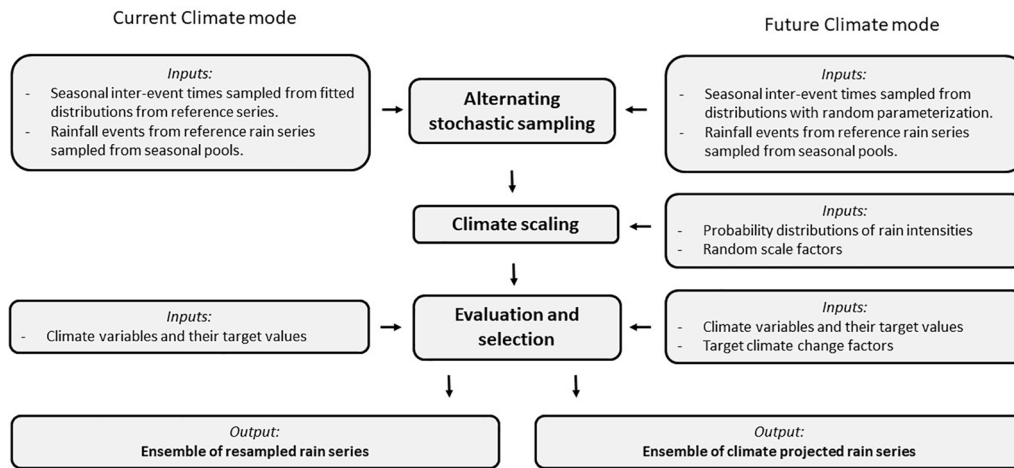 Current Climate mode
Future Climate mode
Inputs:
- Seasonal inter-event times sampled from fitted
distributions from reference series.
- Rainfall events from reference rain series
sampled from seasonal pools.
Alternating
stochastic sampling
Inputs:
- Seasonal inter-event times sampled from
distributions with random parameterization.
- Rainfall events from reference rain series
sampled from seasonal pools.
Climate scaling
Inputs:
- Probability distributions of rain intensities
- Random scale factors
Inputs:
- Climate variables and their target values
Evaluation and
selection
Inputs:
- Climate variables and their target values
- Target climate change factors
Output:
Ensemble of resampled rain series
Output:
Ensemble of climate projected rain series